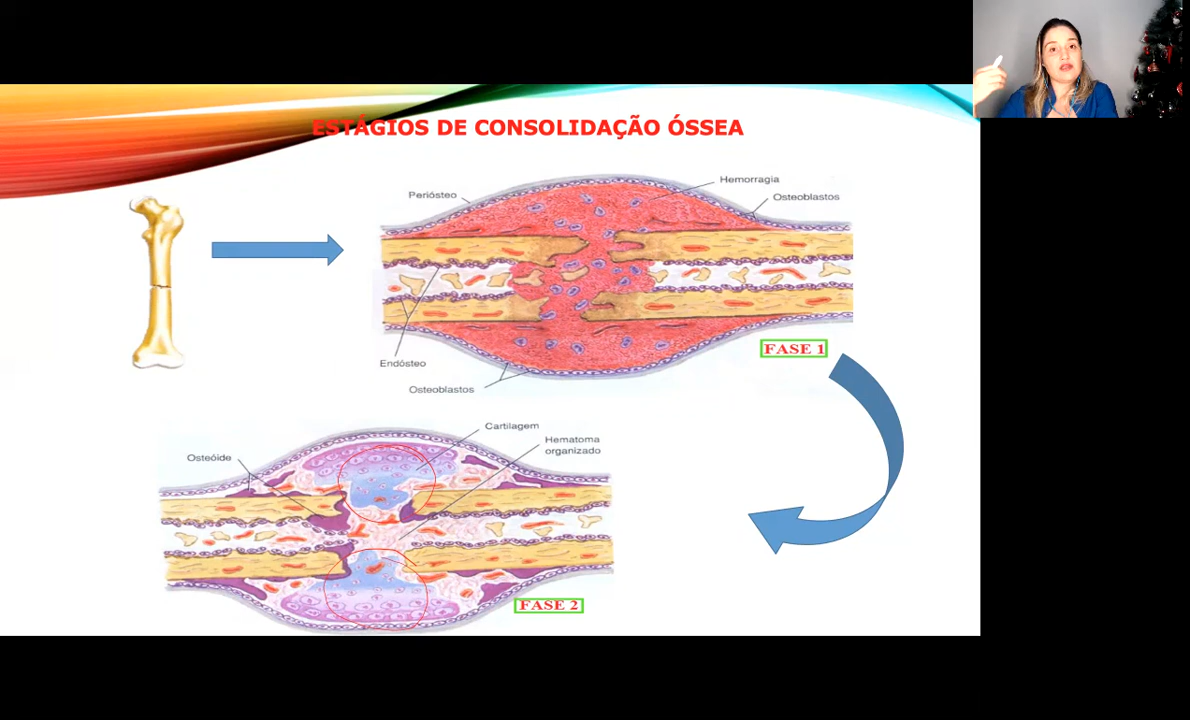 ESTÁGIOS DE CONSOLIDAÇÃO ÓSSEA
Hemorragia
Periósteo
Osteoblastos
FASE 1
Endósteo
Osteoblastos
Cartilagem
Hematoma
organizado
Osteóide
FASE 2